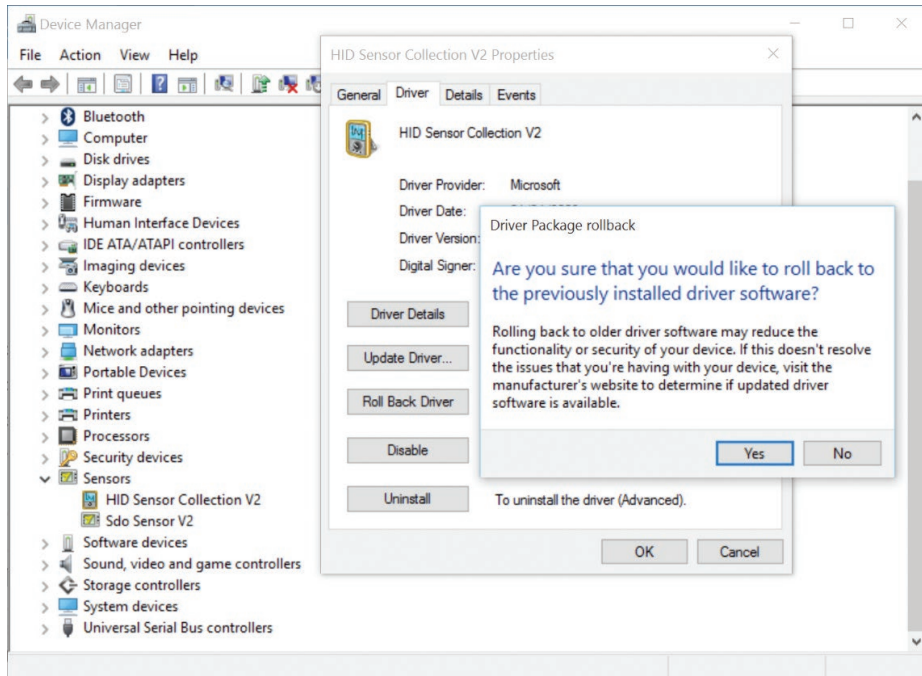 Device Manager
File Action View Help
Bluetooth
Computer
Disk drives
Display adapters
Firmware
Human Interface Devices
IDE ATA/ATAPI controllers
Imaging devices
Keyboards
Mice and other pointing devices
Monitors
Network adapters
Portable Devices
Print queues
Printers
Processors
Security devices
Sensors
HID Sensor Collection V2
Sdo Sensor V2
Software devices
Sound, video and game controllers
Storage controllers
System devices
Universal Serial Bus controllers
HID Sensor Collection V2 Properties
General Driver Details Events
HID Sensor Collection V2
Driver Provider: Microsoft
Driver Date:
Driver Version:
Digital Signer:
Driver Details
Update Driver...
Roll Back Driver
Disable
Uninstall To uninstall the driver (Advanced).
OK Cancel
Driver Package rollback
Are you sure that you would like to roll back to
the previously installed driver software?
Rolling back to older driver software may reduce the
functionality or security of your device. If this doesn't resolve
the issues that you're having with your device, visit the
manufacturer's website to determine if updated driver
software is available.
Yes No